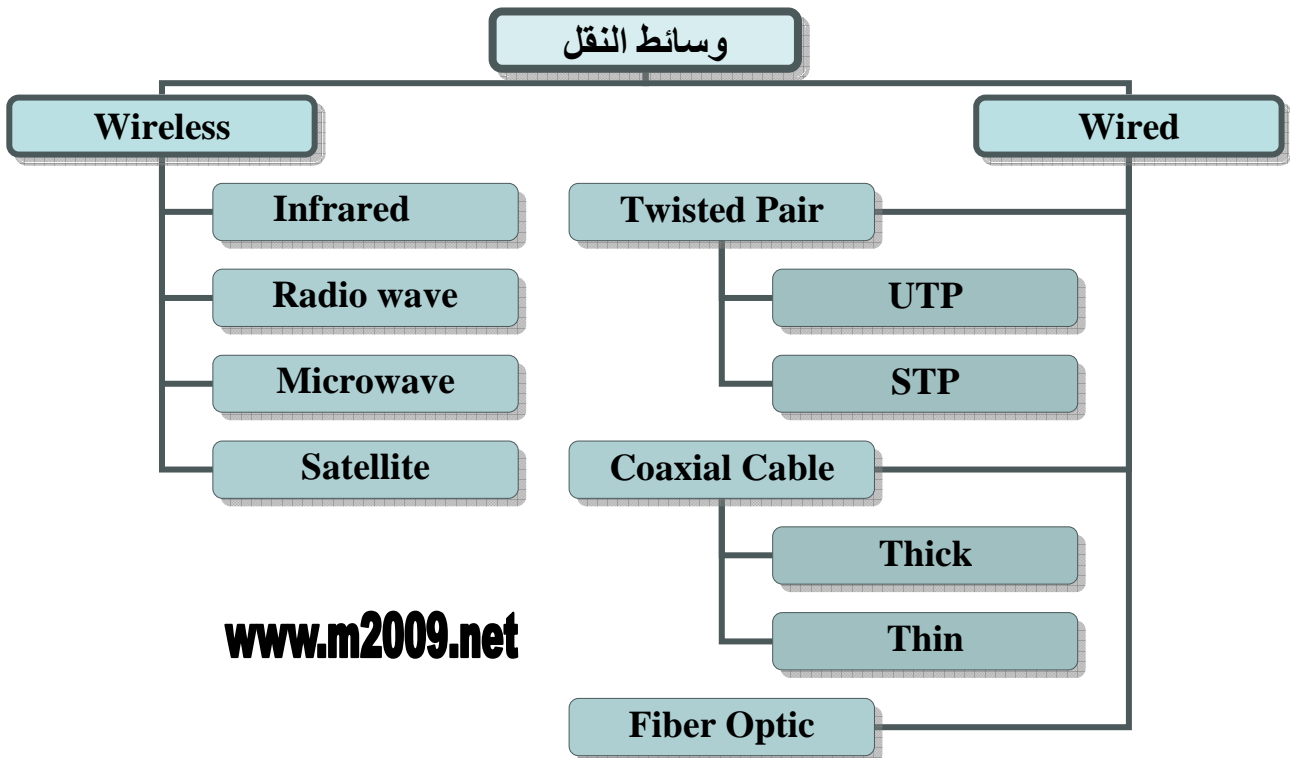 وسائط النقل
Wireless
Wired
Infrared
Radio wave
Microwave
Satellite
Twisted Pair
UTP
STP
Coaxial Cable
Thick
Thin
Fiber Optic
www.m2009.net